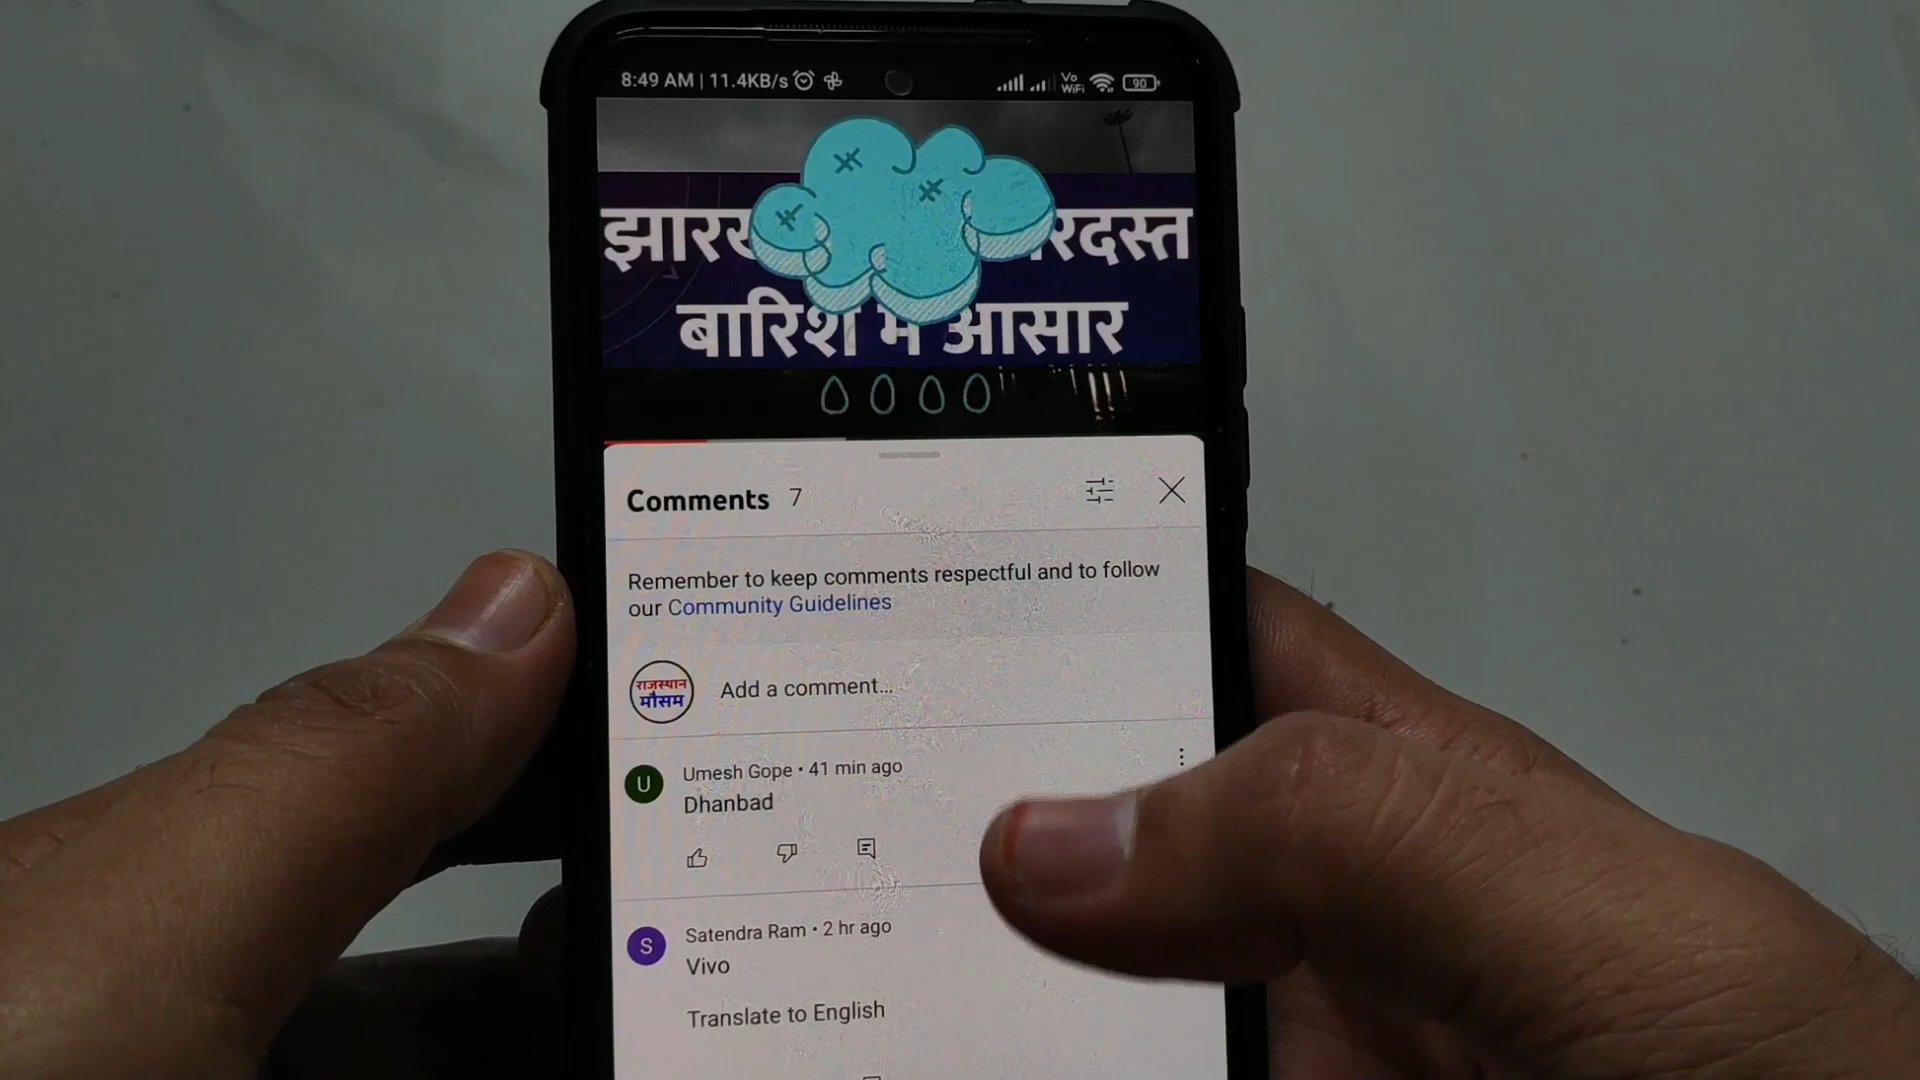 8:49 AM | 11.4KB/s
Vo
WiFi
90
रदस्त
बारिश में आसार
Comments 7
Remember to keep comments respectful and to follow
our Community Guidelines
राजस्थान
मौसम
Add a comment...
U
Umesh Gope • 41 min ago
Dhanbad
S
Satendra Ram • 2 hr ago
Vivo
Translate to English